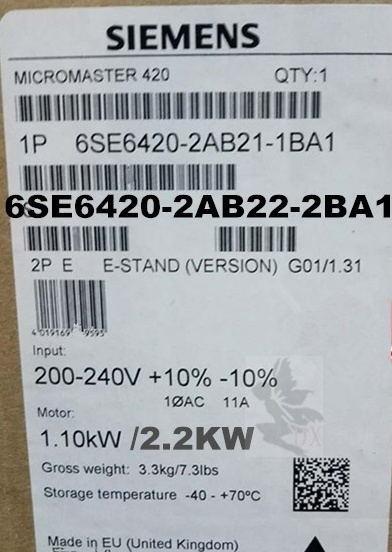 SIEMENS
MICROMASTER 420 QTY:1
1P 6SE6420-2AB21-1BA1
6SE6420-2AB22-2BA1
2P E E-STAND (VERSION) G01/1.31
4 019169
Input:
200-240V +10% -10%
1ØAC 11A
Motor:
1.10kW /2.2KW
Gross weight: 3.3kg/7.3lbs
Storage temperature -40 - +70ºC
Made in EU (United Kingdom)